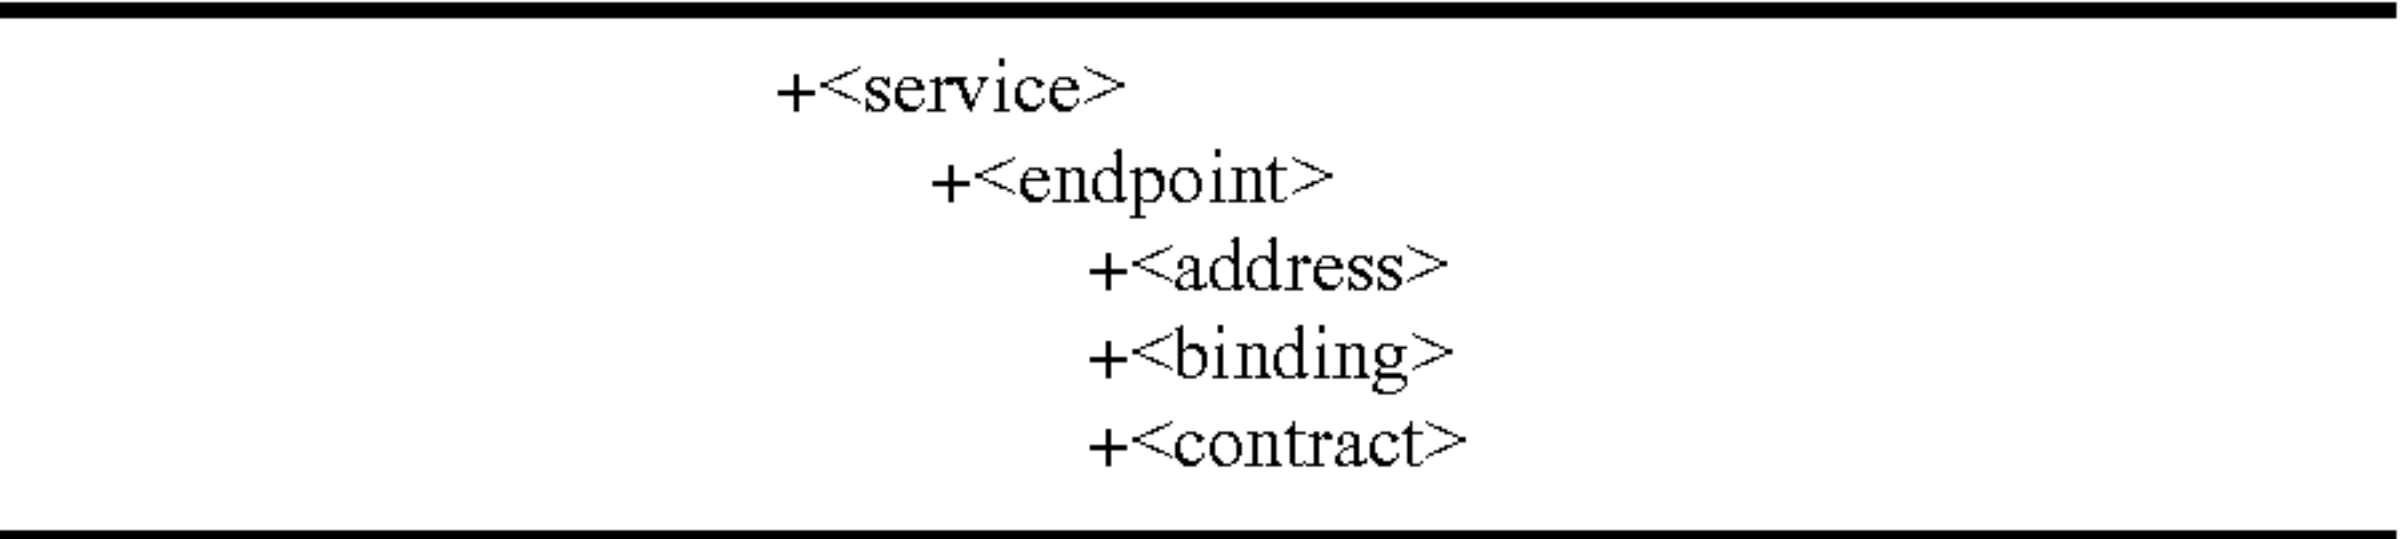 +<service>
+<endpoint>
+<address>
+<binding>
+<contract>